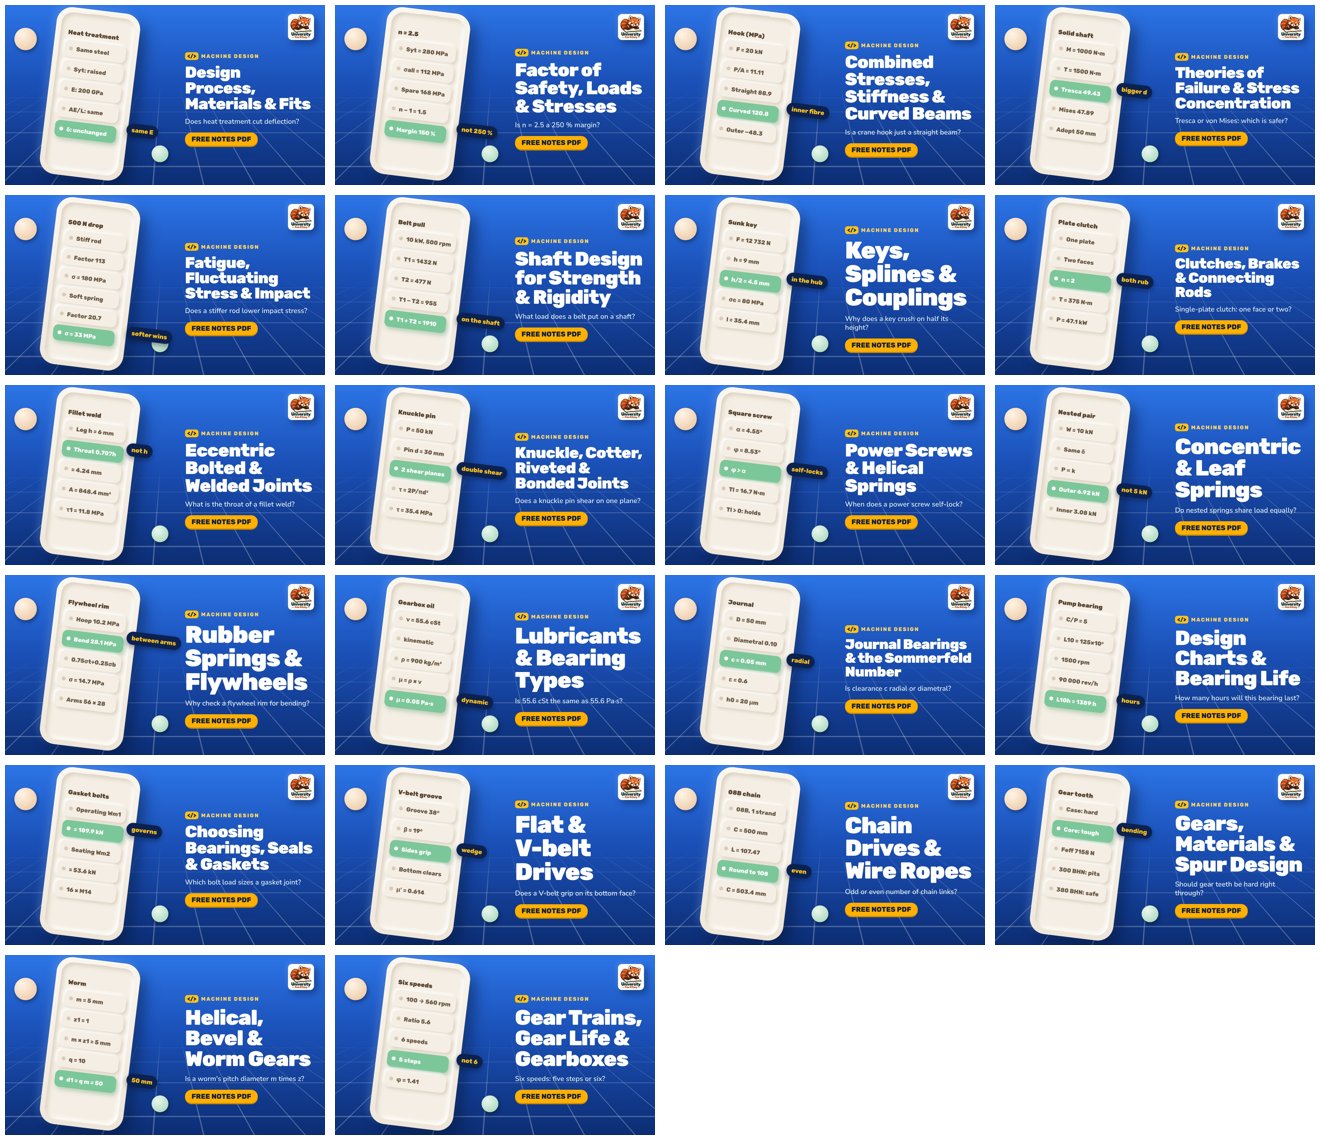 Heat treatment
Same steel
Syt: raised
E: 200 GPa
AE/L: same
δ: unchanged
same E
MACHINE DESIGN
Design
Process,
Materials & Fits
Does heat treatment cut deflection?
FREE NOTES PDF
University
n = 2.5
Syt = 280 MPa
σall = 112 MPa
Spare 168 MPa
n − 1 = 1.5
Margin 150 %
not 250 %
MACHINE DESIGN
Factor of
Safety, Loads
& Stresses
Is n = 2.5 a 250 % margin?
FREE NOTES PDF
University
Hook (MPa)
F = 20 kN
P/A = 11.11
Straight 88.9
Curved 120.8
Outer −48.3
inner fibre
MACHINE DESIGN
Combined
Stresses,
Stiffness &
Curved Beams
Is a crane hook just a straight beam?
FREE NOTES PDF
University
Solid shaft
M = 1000 N·m
T = 1500 N·m
Tresca 49.43
Mises 47.89
Adopt 50 mm
bigger d
MACHINE DESIGN
Theories of
Failure & Stress
Concentration
Tresca or von Mises: which is safer?
FREE NOTES PDF
University
500 N drop
Stiff rod
Factor 113
σ = 180 MPa
Soft spring
Factor 20.7
σ = 33 MPa
softer wins
MACHINE DESIGN
Fatigue,
Fluctuating
Stress & Impact
Does a stiffer rod lower impact stress?
FREE NOTES PDF
University
Belt pull
10 kW, 500 rpm
T1 = 1432 N
T2 = 477 N
T1 − T2 = 955
T1 + T2 = 1910
on the shaft
MACHINE DESIGN
Shaft Design
for Strength
& Rigidity
What load does a belt put on a shaft?
FREE NOTES PDF
University
Sunk key
F = 12 732 N
h = 9 mm
h/2 = 4.5 mm
σc = 80 MPa
l = 35.4 mm
in the hub
MACHINE DESIGN
Keys,
Splines &
Couplings
Why does a key crush on half its
height?
FREE NOTES PDF
University
Plate clutch
One plate
Two faces
n = 2
T = 375 N·m
P = 47.1 kW
both rub
MACHINE DESIGN
Clutches, Brakes
& Connecting
Rods
Single-plate clutch: one face or two?
FREE NOTES PDF
University
Fillet weld
Leg h = 6 mm
Throat 0.707h
= 4.24 mm
A = 848.4 mm²
τ1 = 11.8 MPa
not h
MACHINE DESIGN
Eccentric
Bolted &
Welded Joints
What is the throat of a fillet weld?
FREE NOTES PDF
University
Knuckle pin
P = 50 kN
Pin d = 30 mm
2 shear planes
τ = 2P/πd²
τ = 35.4 MPa
double shear
MACHINE DESIGN
Knuckle, Cotter,
Riveted &
Bonded Joints
Does a knuckle pin shear on one plane?
FREE NOTES PDF
University
Square screw
α = 4.55°
φ = 8.53°
φ > α
Tl = 16.7 N·m
Tl > 0: holds
self-locks
MACHINE DESIGN
Power Screws
& Helical
Springs
When does a power screw self-lock?
FREE NOTES PDF
University
Nested pair
W = 10 kN
Same δ
P ∝ k
Outer 6.92 kN
Inner 3.08 kN
not 5 kN
MACHINE DESIGN
Concentric
& Leaf
Springs
Do nested springs share load equally?
FREE NOTES PDF
University
Flywheel rim
Hoop 10.2 MPa
Bend 28.1 MPa
0.75σt+0.25σb
σ = 14.7 MPa
Arms 56 × 28
between arms
MACHINE DESIGN
Rubber
Springs &
Flywheels
Why check a flywheel rim for bending?
FREE NOTES PDF
University
Gearbox oil
ν = 55.6 cSt
kinematic
ρ = 900 kg/m³
μ = ρ × ν
μ = 0.05 Pa·s
dynamic
MACHINE DESIGN
Lubricants
& Bearing
Types
Is 55.6 cSt the same as 55.6 Pa·s?
FREE NOTES PDF
University
Journal
D = 50 mm
Diametral 0.10
c = 0.05 mm
ε = 0.6
h0 = 20 μm
radial
MACHINE DESIGN
Journal Bearings
& the Sommerfeld
Number
Is clearance c radial or diametral?
FREE NOTES PDF
University
Pump bearing
C/P = 5
L10 = 125×10⁶
1500 rpm
90 000 rev/h
L10h = 1389 h
hours
MACHINE DESIGN
Design
Charts &
Bearing Life
How many hours will this bearing last?
FREE NOTES PDF
University
Gasket bolts
Operating Wm1
= 189.9 kN
Seating Wm2
= 53.6 kN
16 × M14
governs
MACHINE DESIGN
Choosing
Bearings, Seals
& Gaskets
Which bolt load sizes a gasket joint?
FREE NOTES PDF
University
V-belt groove
Groove 38°
β = 19°
Sides grip
Bottom clears
μ' = 0.614
wedge
MACHINE DESIGN
Flat &
V-belt
Drives
Does a V-belt grip on its bottom face?
FREE NOTES PDF
University
08B chain
08B, 1 strand
C = 500 mm
L = 107.47
Round to 108
C = 503.4 mm
even
MACHINE DESIGN
Chain
Drives &
Wire Ropes
Odd or even number of chain links?
FREE NOTES PDF
University
Gear tooth
Case: hard
Core: tough
Feff 7158 N
300 BHN: pits
380 BHN: safe
bending
MACHINE DESIGN
Gears,
Materials &
Spur Design
Should gear teeth be hard right
through?
FREE NOTES PDF
University
Worm
m = 5 mm
z1 = 1
m × z1 = 5 mm
q = 10
d1 = q m = 50
50 mm
MACHINE DESIGN
Helical,
Bevel &
Worm Gears
Is a worm's pitch diameter m times z?
FREE NOTES PDF
University
Six speeds
100 → 560 rpm
Ratio 5.6
6 speeds
5 steps
φ = 1.41
not 6
MACHINE DESIGN
Gear Trains,
Gear Life &
Gearboxes
Six speeds: five steps or six?
FREE NOTES PDF
University